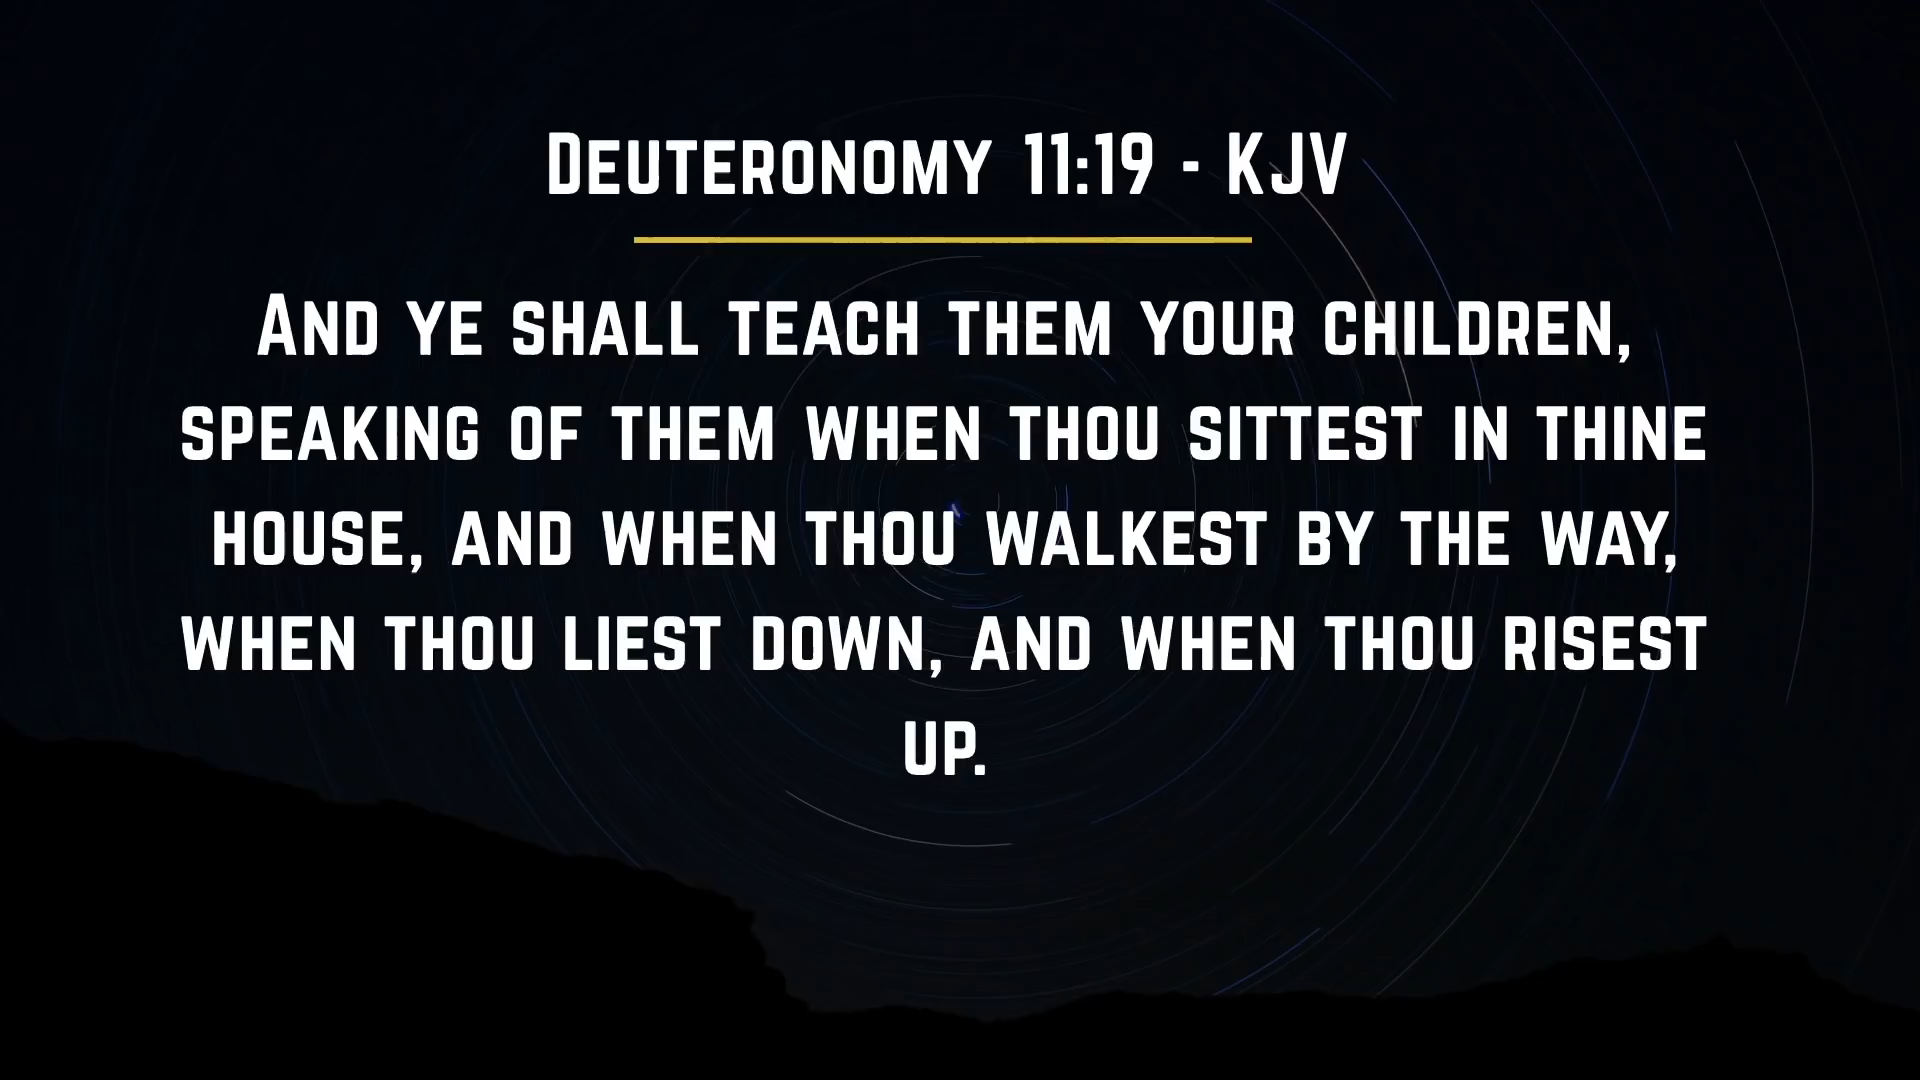 Deuteronomy 11:19 - KJV
And ye shall teach them your children,
speaking of them when thou sittest in thine
house, and when thou walkest by the way,
when thou liest down, and when thou risest
up.